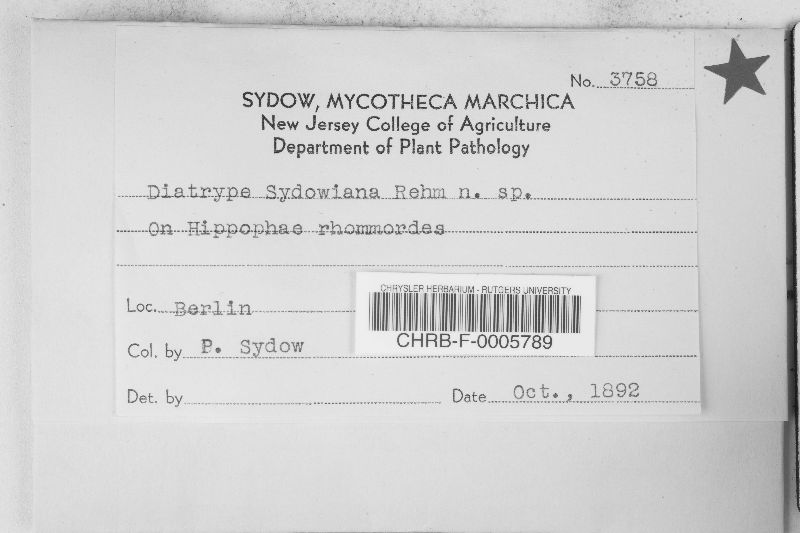 No. 3758
SYDOW, MYCOTHECA MARCHICA
New Jersey College of Agriculture
Department of Plant Pathology
Diatrype Sydowiana Rehm n. sp.
On Hippophae rhommordes
CHRYSLER HERBARIUM - RUTGERS UNIVERSITY
Loc. Berlin
CHRB-F-0005789
Col. by P. Sydow
Det. by
Date Oct., 1892